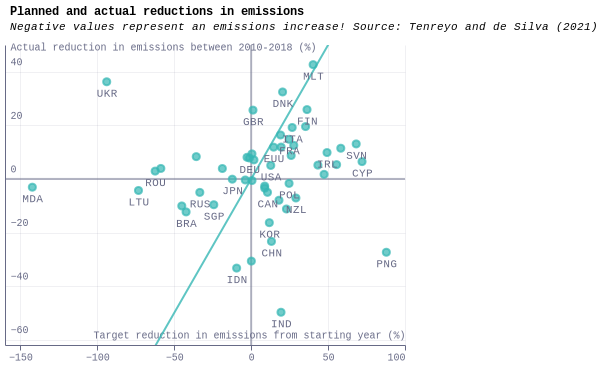 Planned and actual reductions in emissions
Negative values represent an emissions increase! Source: Tenreyo and de Silva (2021)
Actual reduction in emissions between 2010-2018 (%)
40
MLT
UKR
DNK
20
GBR
FIN
ITA
FRA
EUU
SVN
IRL
0
DEU
CYP
ROU
USA
JPN
MDA
POL
LTU
RUS
CAN
NZL
SGP
BRA
−20
KOR
CHN
PNG
IDN
−40
IND
−60
Target reduction in emissions from starting year (%)
−150
−100
−50
0
50
100